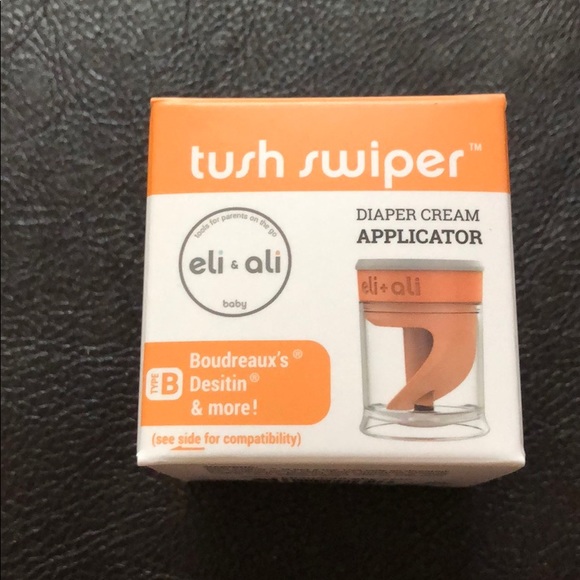 tush swiper™
tools for parents on the go
eli & ali
baby
DIAPER CREAM
APPLICATOR
eli+ali
TYPE B
Boudreaux's®
Desitin®
& more!
(see side for compatibility)